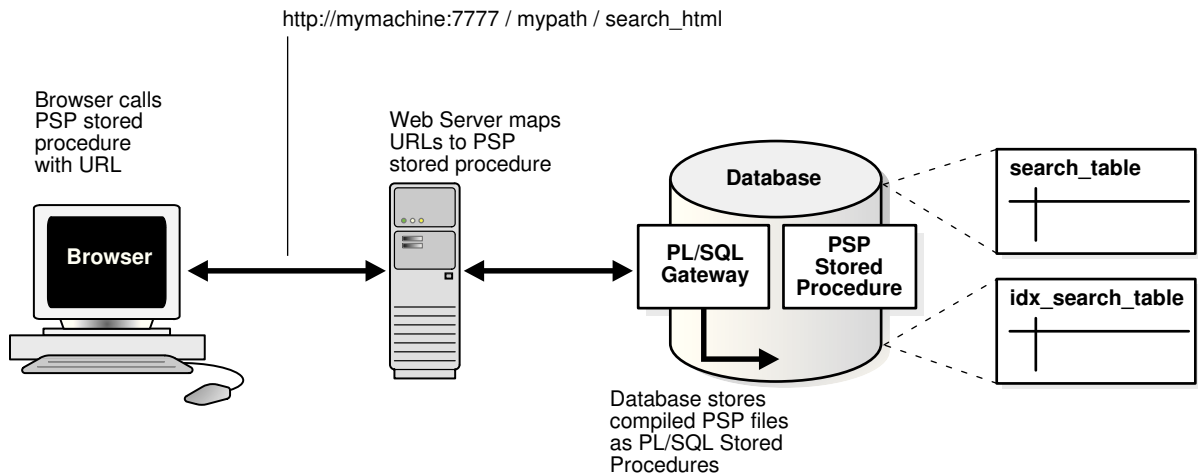 http://mymachine:7777 / mypath / search_html
Browser calls
PSP stored
procedure
with URL
Browser
Web Server maps
URLs to PSP
stored procedure
Database
PL/SQL
Gateway
PSP
Stored
Procedure
Database stores
compiled PSP files
as PL/SQL Stored
Procedures
search_table
idx_search_table